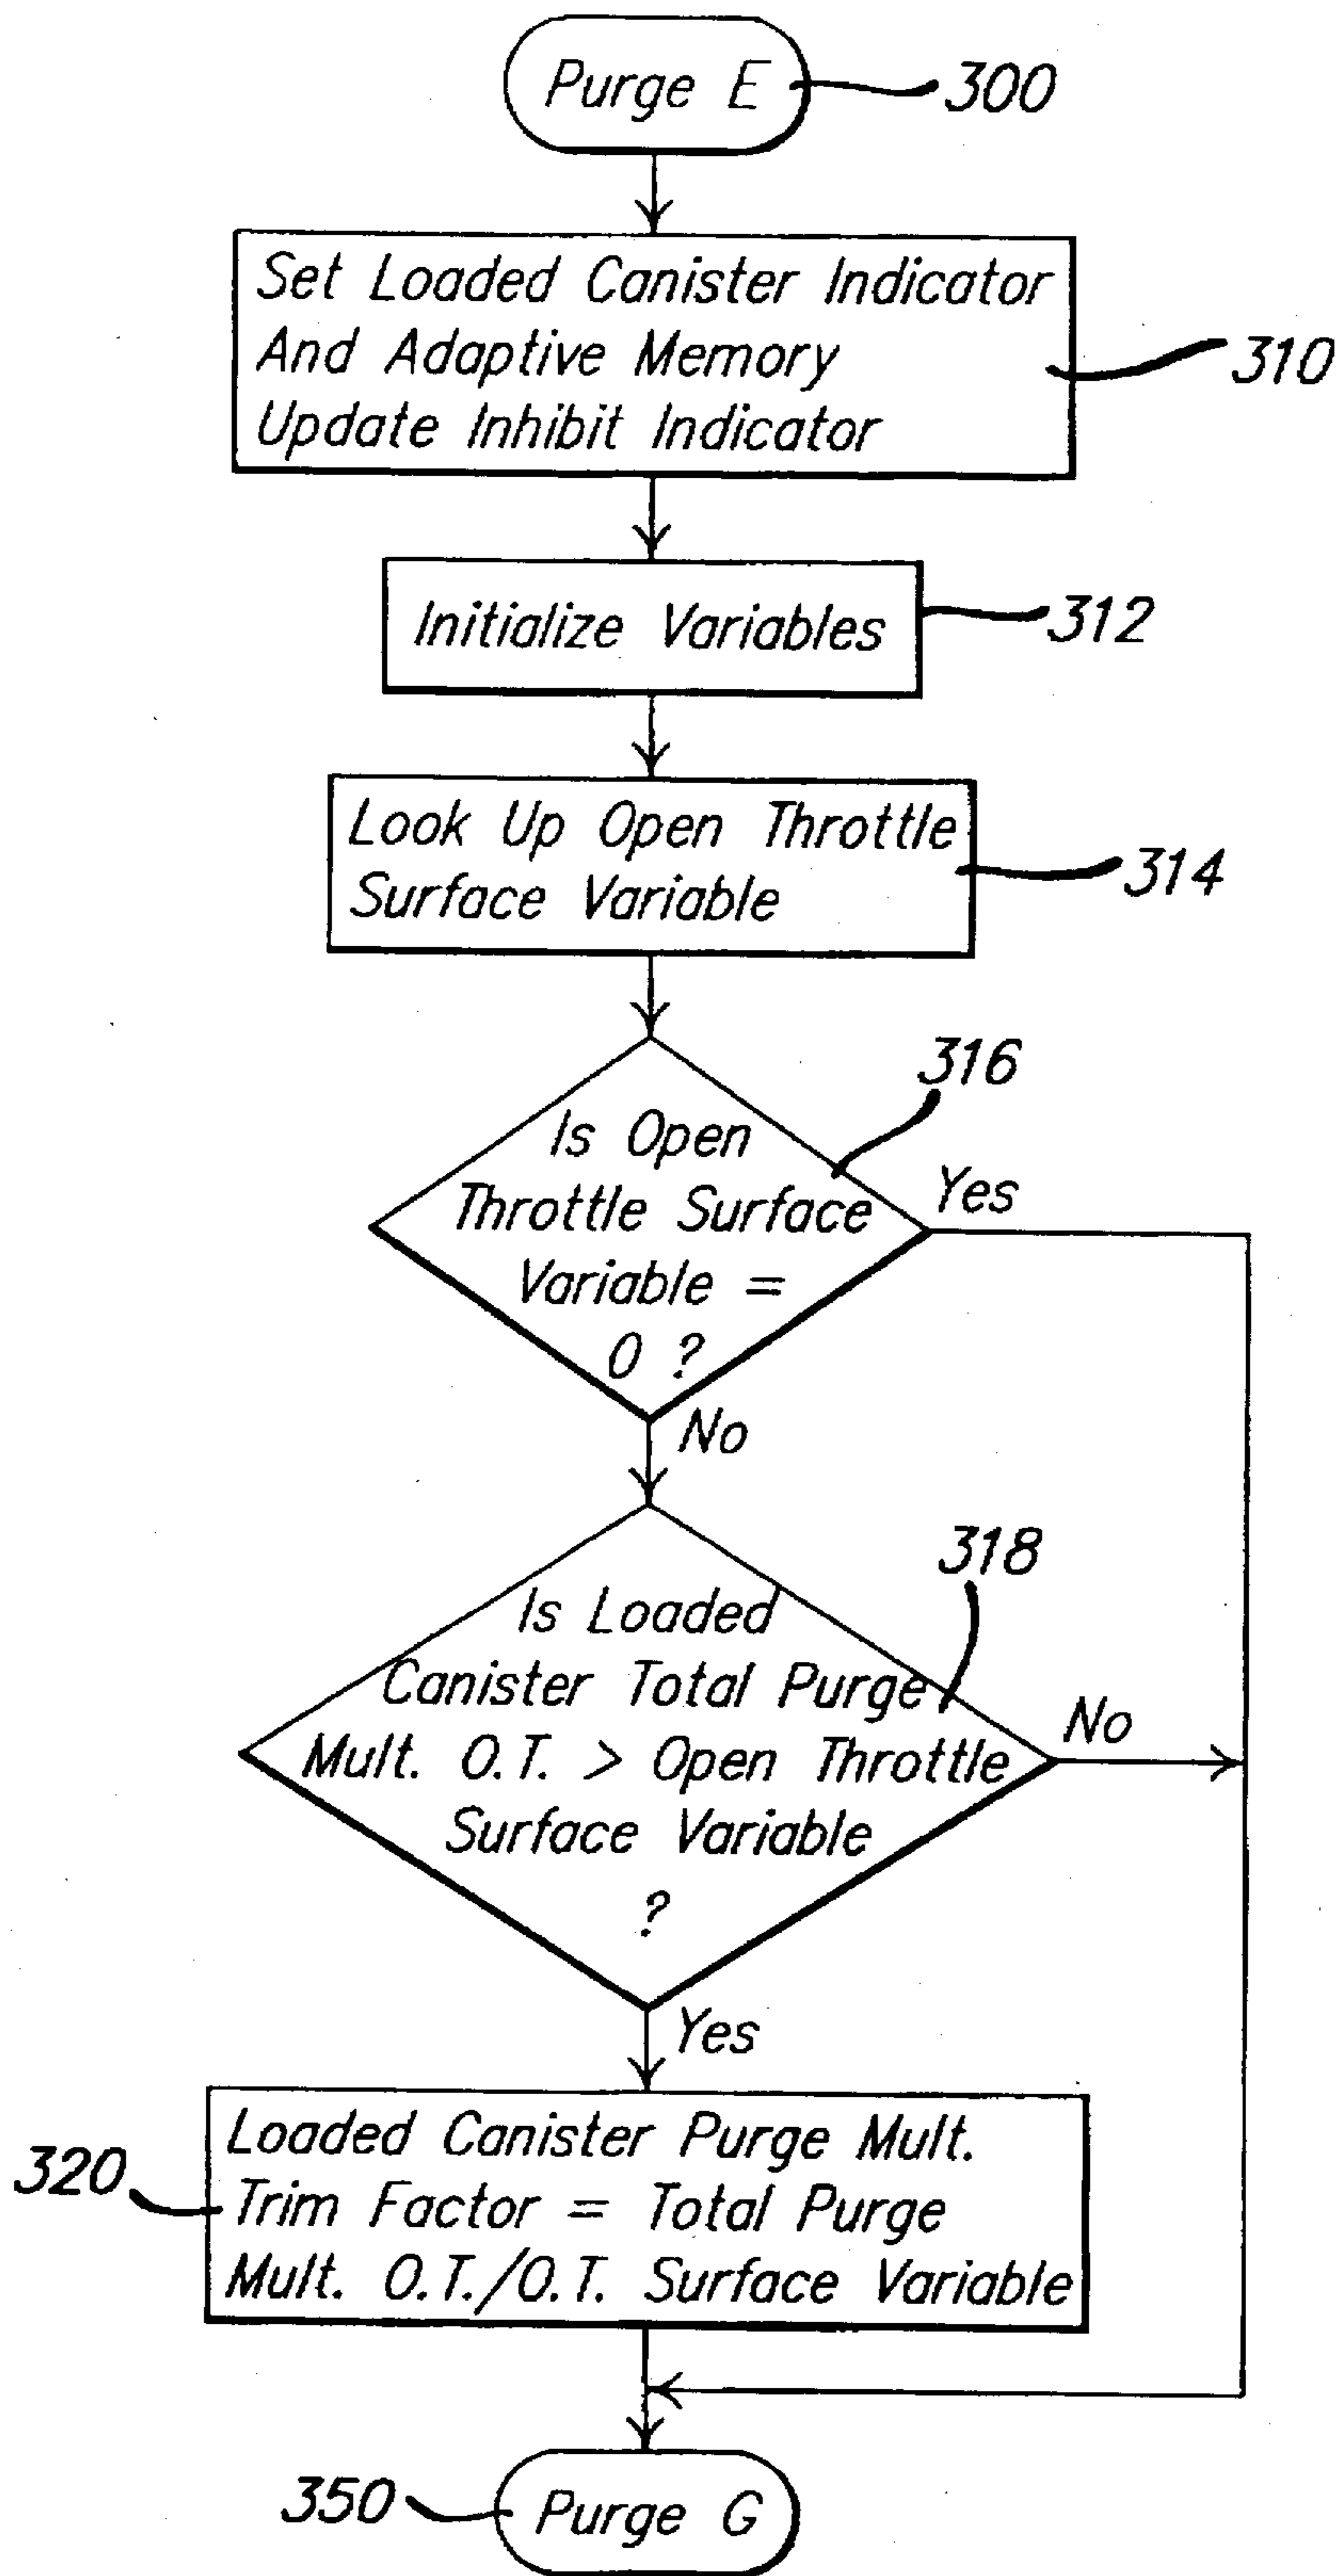 Purge E
300
Set Loaded Canister Indicator
And Adaptive Memory
Update Inhibit Indicator
310
Initialize Variables
312
Look Up Open Throttle
Surface Variable
314
316
Is Open
Throttle Surface
Variable =
0 ?
Yes
No
318
Is Loaded
Canister Total Purge
Mult. O.T. > Open Throttle
Surface Variable
?
No
Yes
320
Loaded Canister Purge Mult.
Trim Factor = Total Purge
Mult. O.T./O.T. Surface Variable
350
Purge G